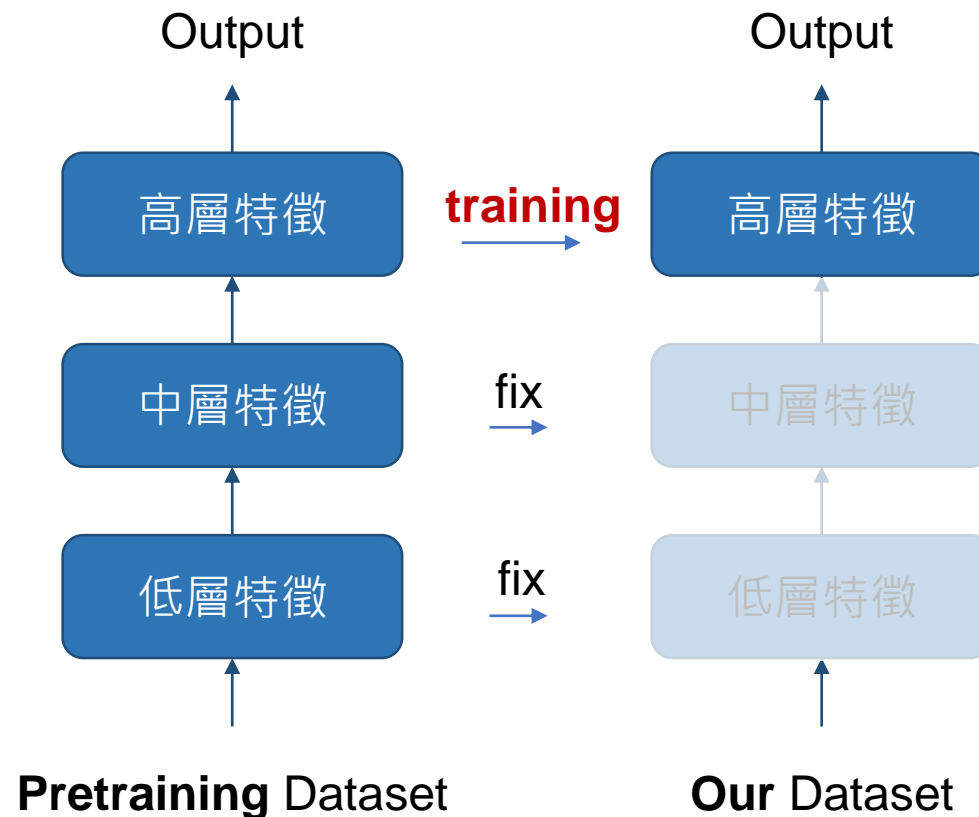 Output
Output
高層特徵
training
高層特徵
中層特徵
fix
中層特徵
低層特徵
fix
低層特徵
Pretraining Dataset
Our Dataset